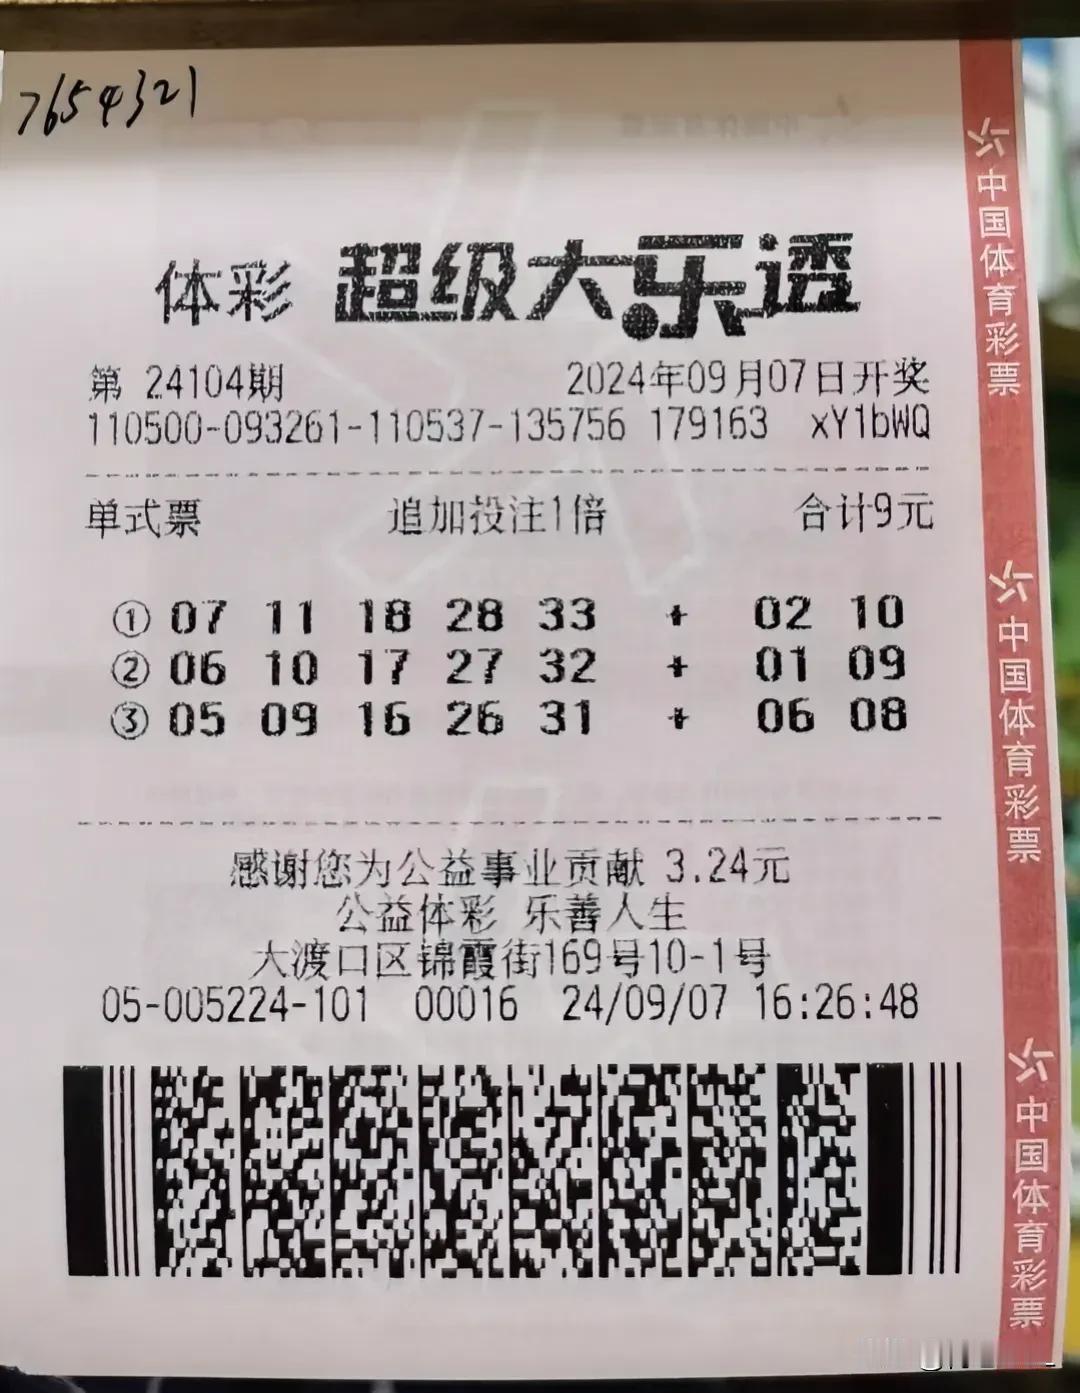 7654321
体彩 超级大乐透
第 24104期 2024年09月07日开奖
110500-093261-110537-135756 179163 xY1bWQ
单式票 追加投注1倍 合计9元
① 07 11 18 28 33 + 02 10
② 06 10 17 27 32 + 01 09
③ 05 09 16 26 31 + 06 08
感谢您为公益事业贡献 3.24元
公益体彩 乐善人生
大渡口区锦霞街169号10-1号
05-005224-101 00016 24/09/07 16:26:48
中国体育彩票
中国体育彩票
中国体育彩票